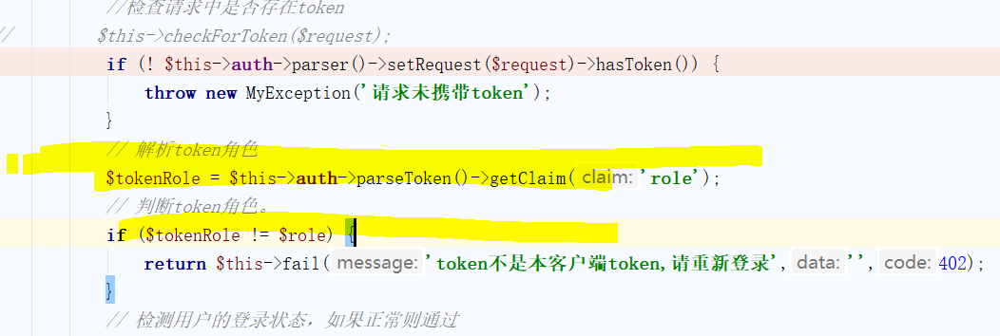 //检查请求中是否存在token
// $this->checkForToken($request);
if (! $this->auth->parser()->setRequest($request)->hasToken()) {
throw new MyException('请求未携带token');
}
// 解析token角色
$tokenRole = $this->auth->parseToken()->getClaim( claim: 'role');
// 判断token角色。
if ($tokenRole != $role) {
return $this->fail( message: 'token不是本客户端token,请重新登录', data: '', code: 402);
}
// 检测用户的登录状态，如果正常则通过